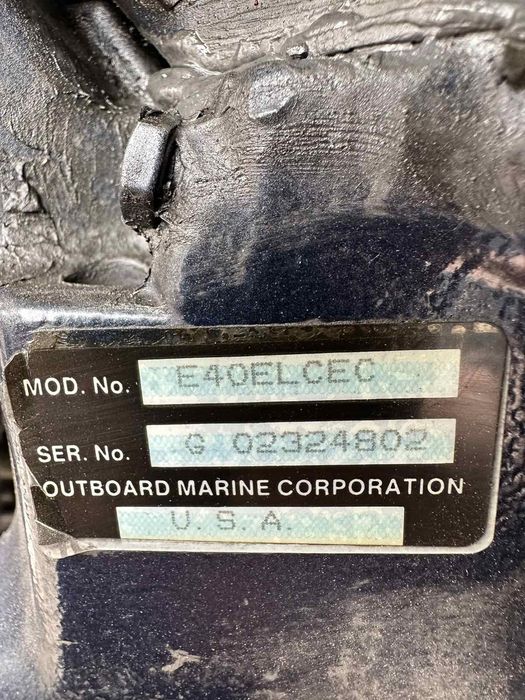 MOD. No. E40ELCEC
SER. No. G 02324802
OUTBOARD MARINE CORPORATION
U.S.A.